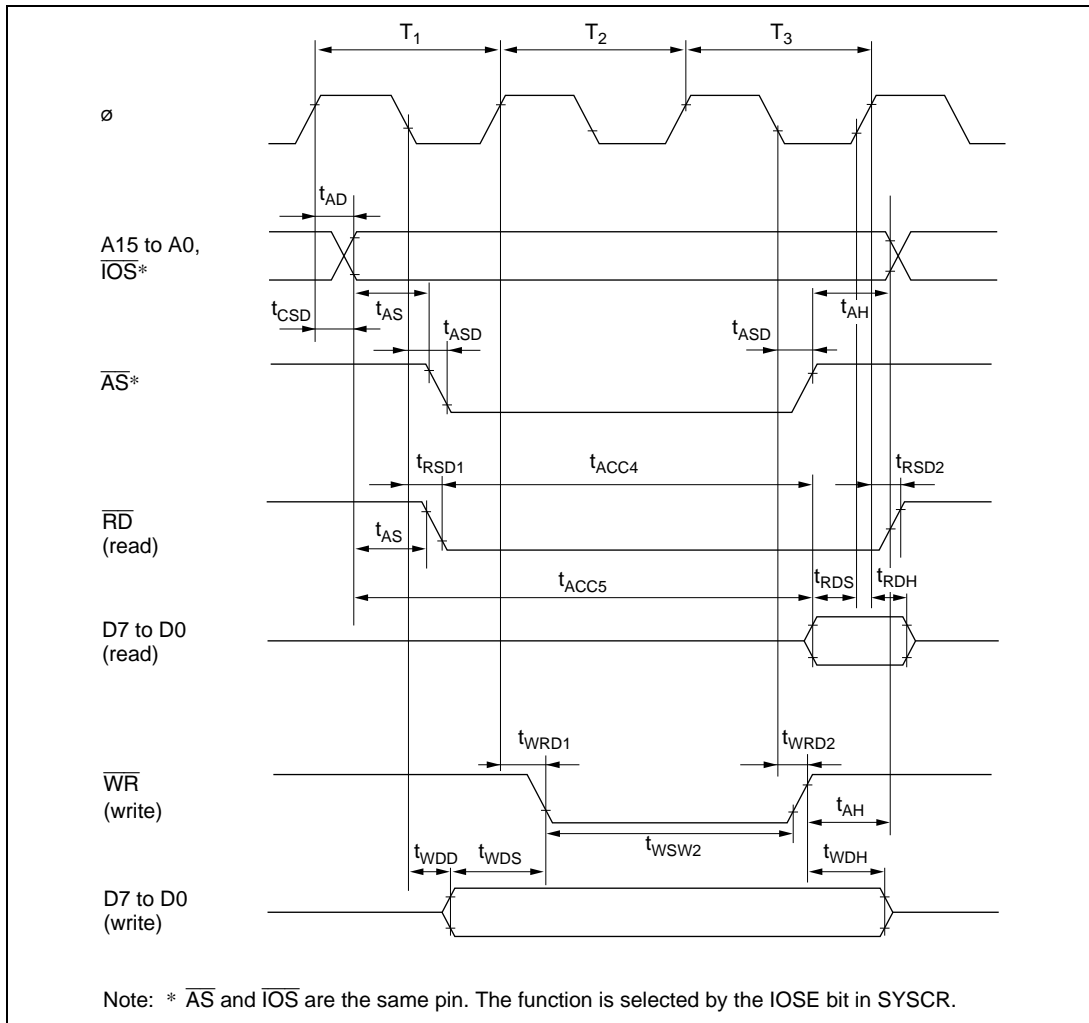 T1 T2 T3
ø
tAD
A15 to A0,
IOS*
tCSD tAS tASD tASD tAH
AS*
tRSD1 tACC4 tRSD2
RD
(read)
tAS
tACC5 tRDS tRDH
D7 to D0
(read)
tWRD1 tWRD2
WR
(write)
tAH
tWSW2
tWDD tWDS tWDH
D7 to D0
(write)
Note: * AS and IOS are the same pin. The function is selected by the IOSE bit in SYSCR.